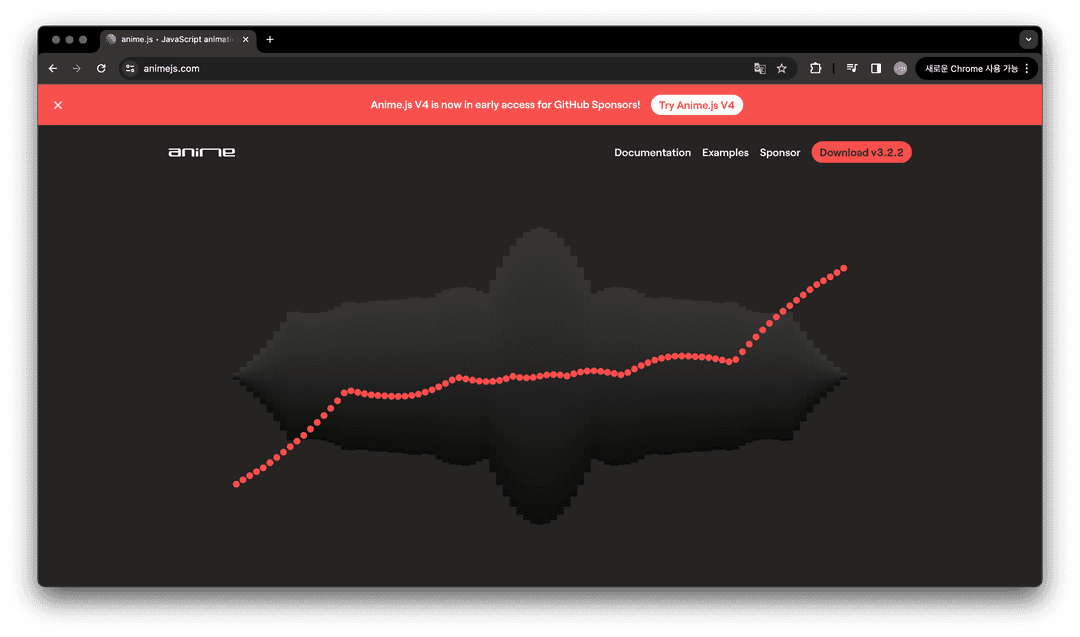 anime.js • JavaScript animati
animejs.com
새로운 Chrome 사용 가능
Anime.js V4 is now in early access for GitHub Sponsors!
Try Anime.js V4
anime
Documentation
Examples
Sponsor
Download v3.2.2